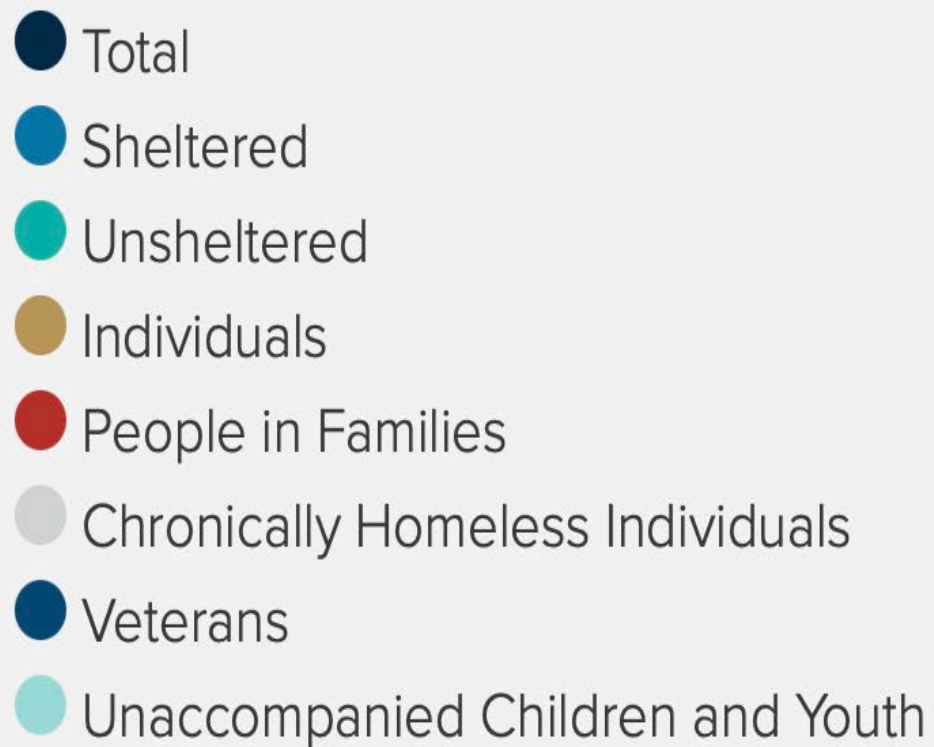 Total
Sheltered
Unsheltered
Individuals
People in Families
Chronically Homeless Individuals
Veterans
Unaccompanied Children and Youth